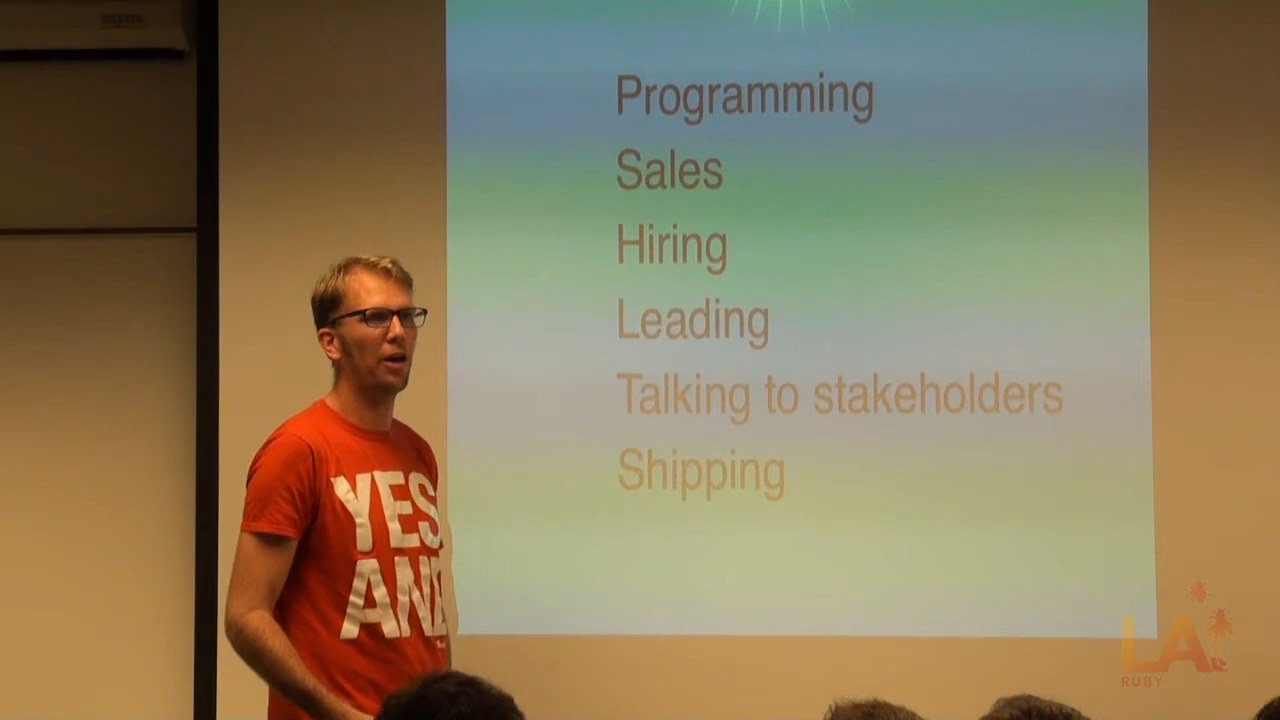 Programming
Sales
Hiring
Leading
Talking to stakeholders
Shipping
YES
AND
LA
RUBY